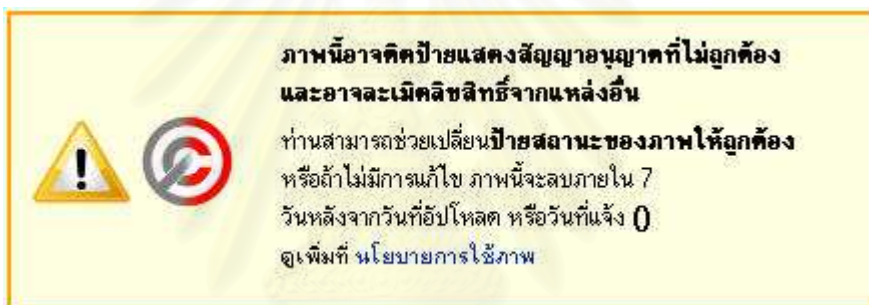 ภาพนี้อาจติดป้ายแสดงสัญญาอนุญาตที่ไม่ถูกต้อง
และอาจละเมิดลิขสิทธิ์จากแหล่งอื่น
ท่านสามารถช่วยเปลี่ยนป้ายสถานะของภาพให้ถูกต้อง
หรือถ้าไม่มีการแก้ไข ภาพนี้จะลบภายใน 7
วันหลังจากวันที่อัปโหลด หรือวันที่แจ้ง ()
ดูเพิ่มที่ นโยบายการใช้ภาพ